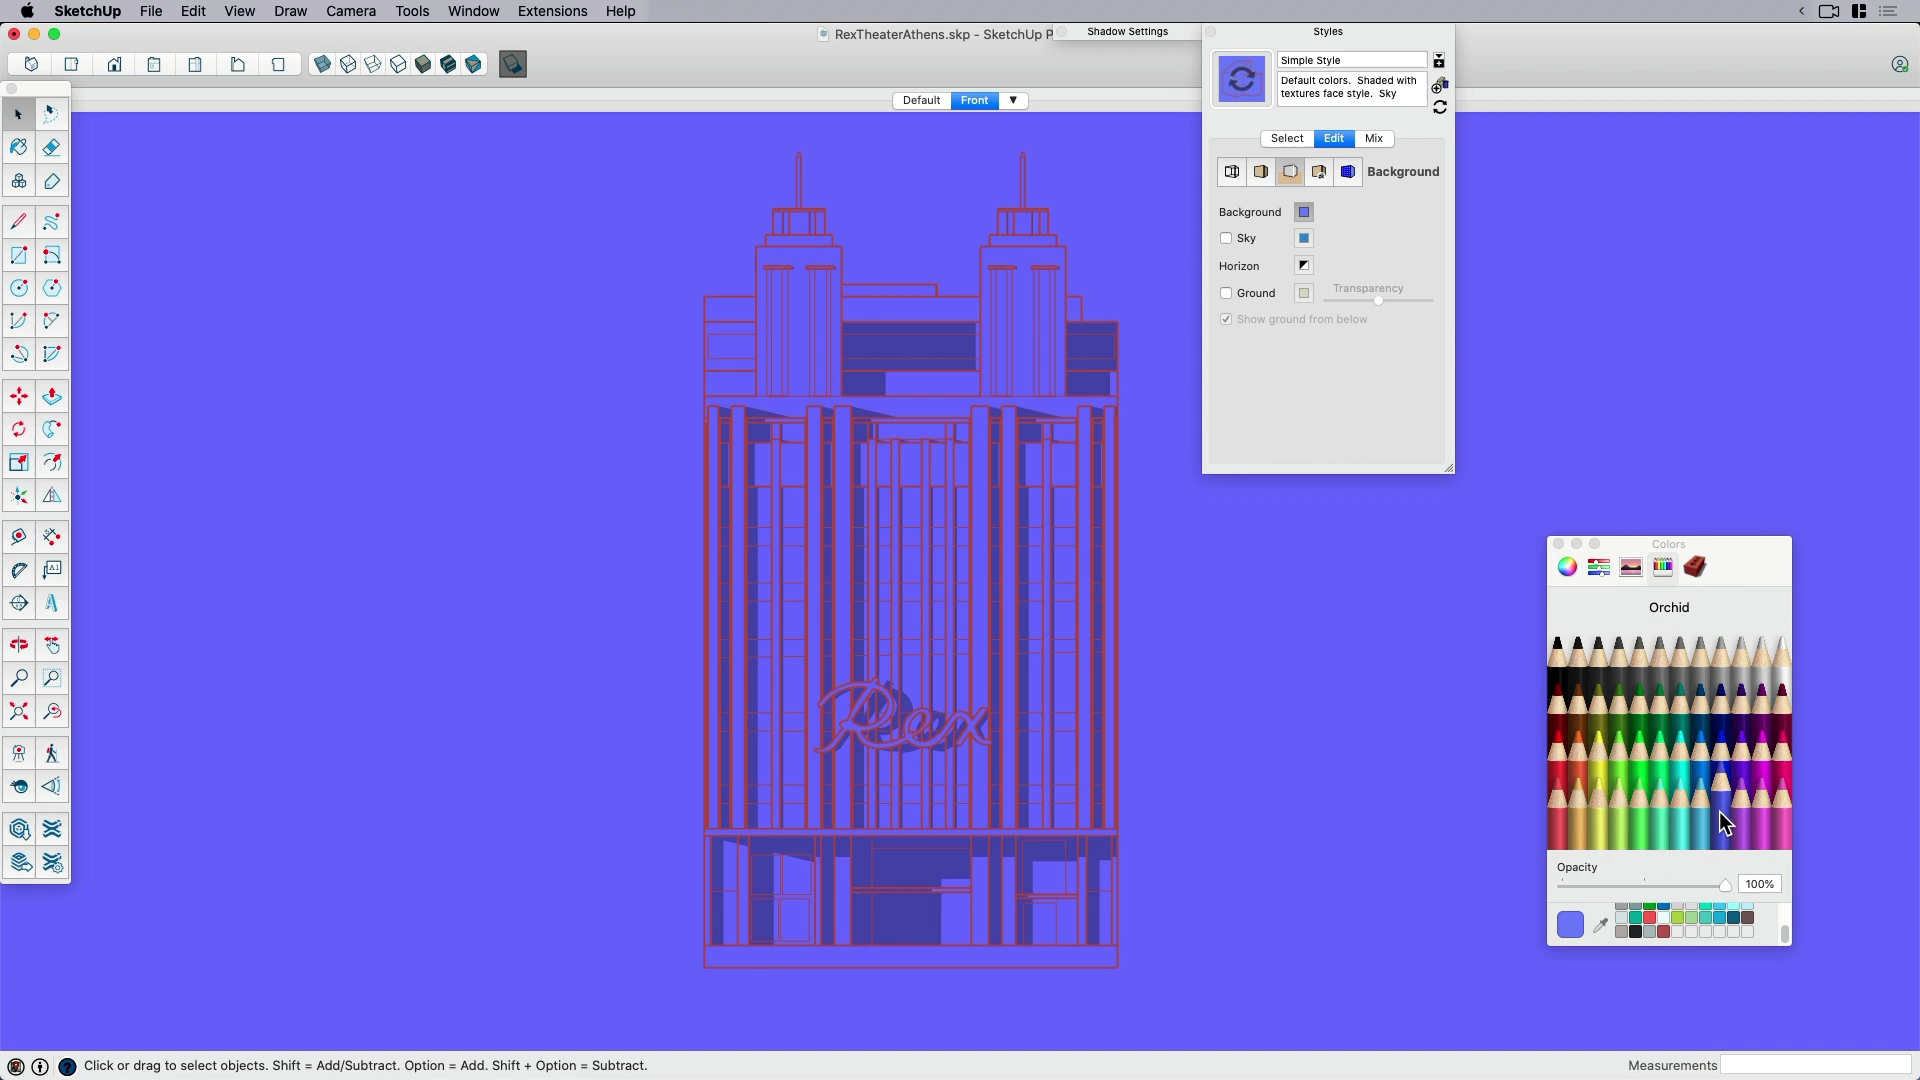 SketchUp File Edit View Draw Camera Tools Window Extensions Help
RexTheaterAthens.skp - SketchUp P
Shadow Settings
Styles
Simple Style
Default colors. Shaded with
textures face style. Sky
Default Front
Select Edit Mix
Background
Background
Sky
Horizon
Ground
Transparency
Show ground from below
Rex
A1
Colors
Orchid
Opacity
100%
Click or drag to select objects. Shift = Add/Subtract. Option = Add. Shift + Option = Subtract.
Measurements